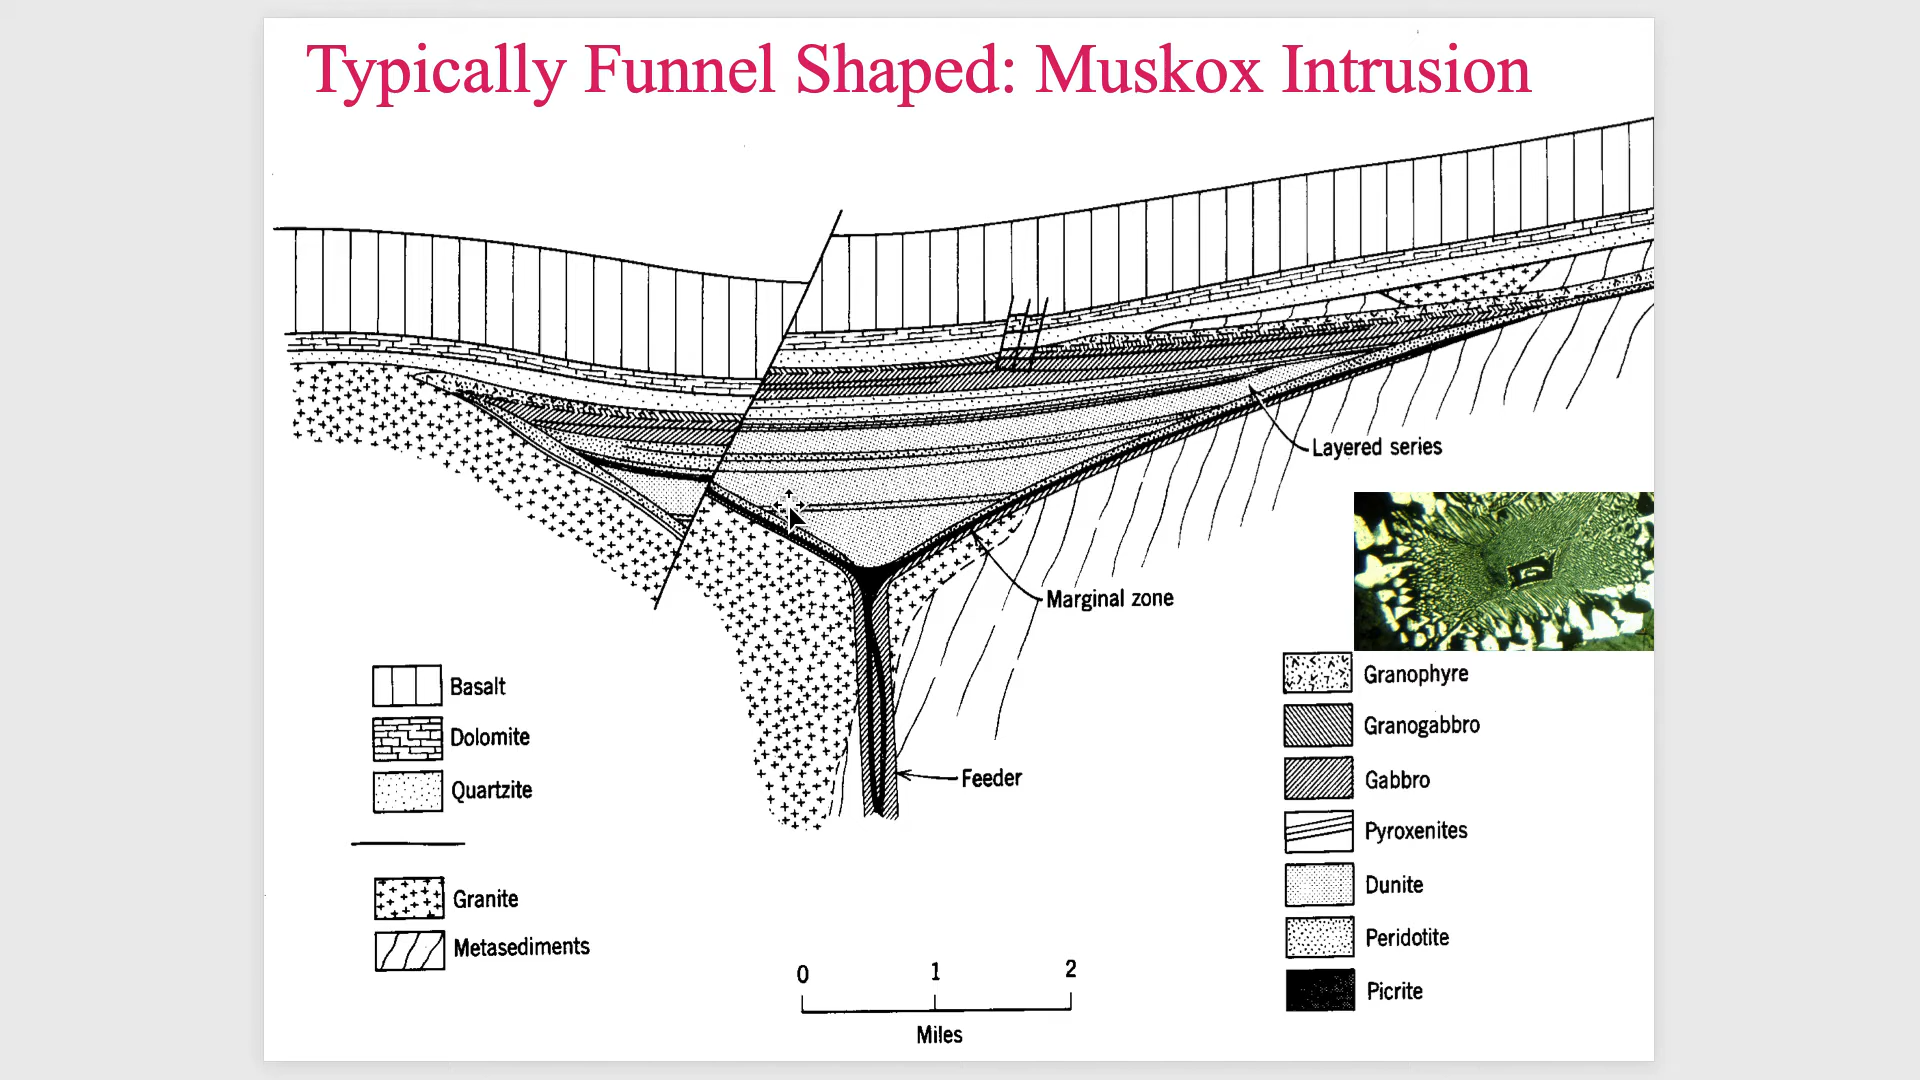 Typically Funnel Shaped: Muskox Intrusion
Layered series
Marginal zone
Feeder
Basalt
Dolomite
Quartzite
Granite
Metasediments
0 1 2
Miles
Granophyre
Granogabbro
Gabbro
Pyroxenites
Dunite
Peridotite
Picrite